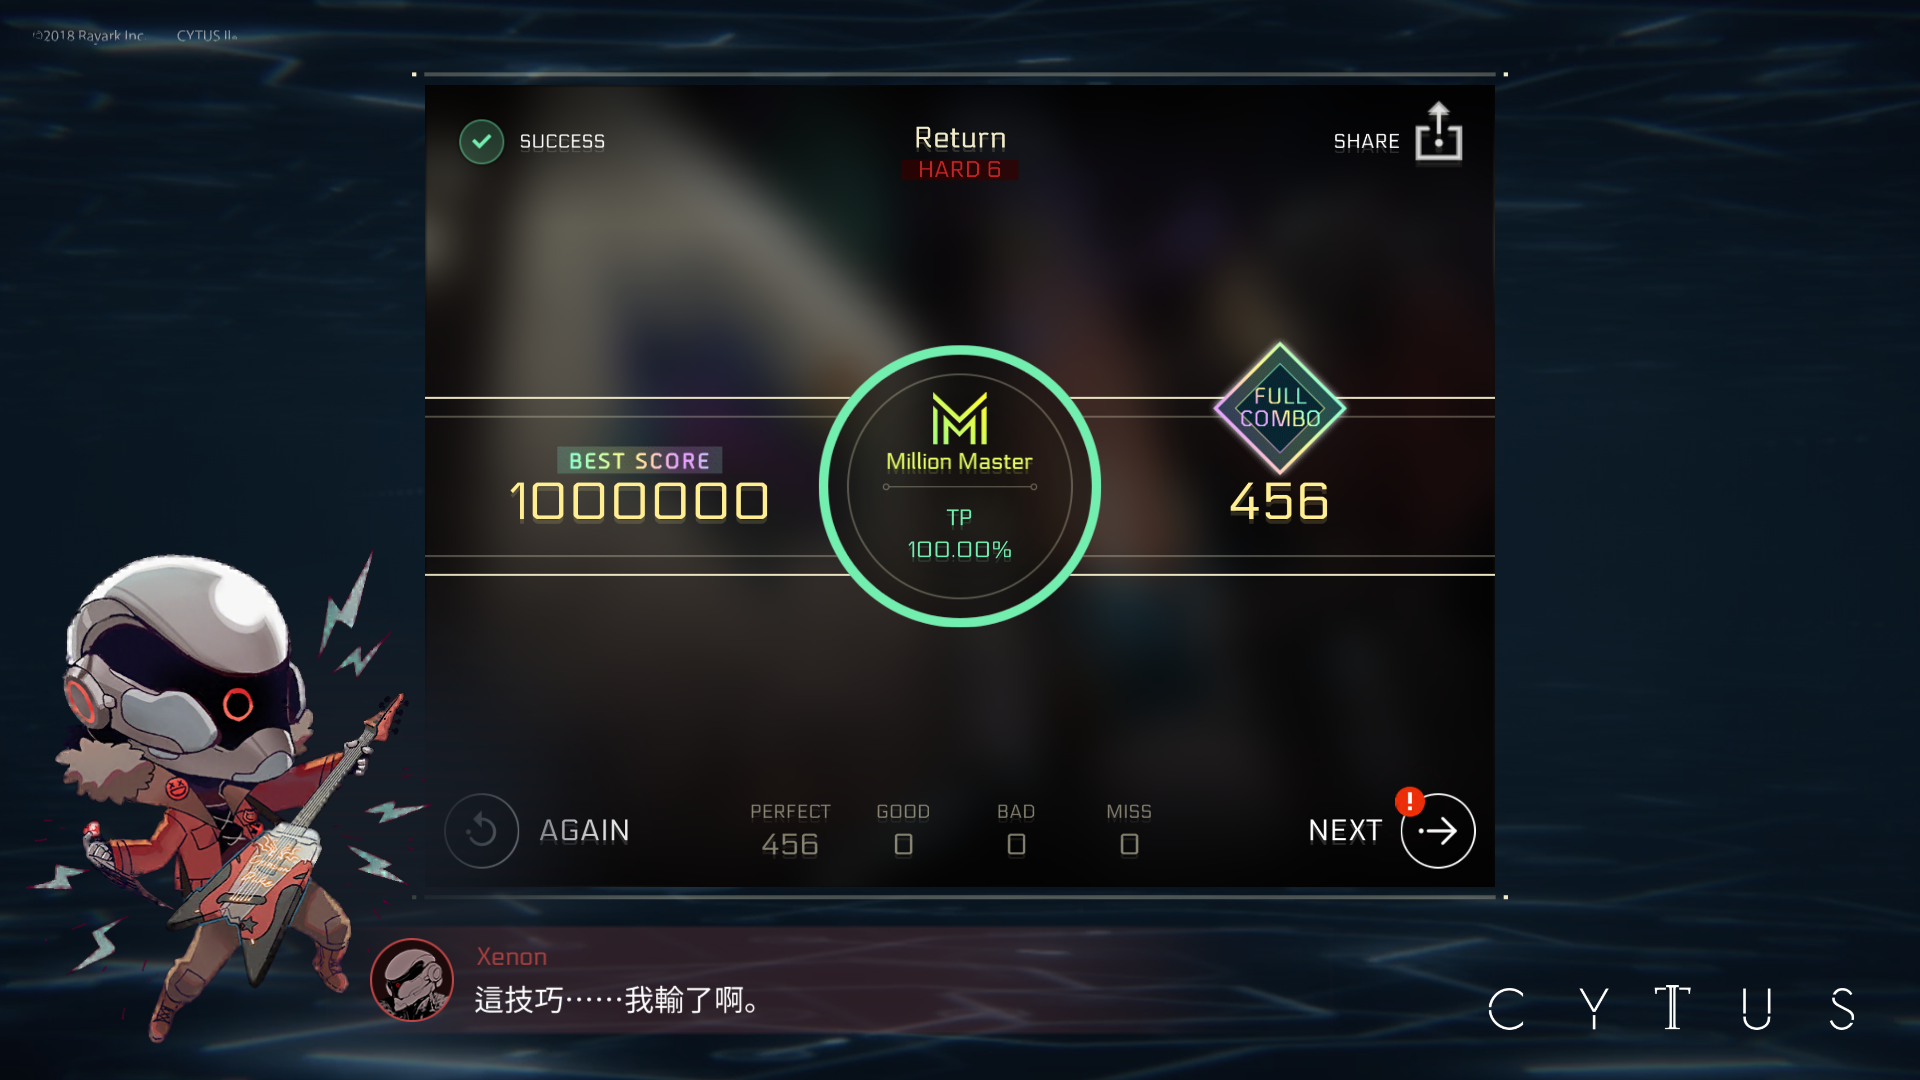 ©2018 Rayark Inc.
CYTUS II
SUCCESS
Return
SHARE
HARD 6
FULL
COMBO
Million Master
BEST SCORE
1000000
456
TP
100.00%
AGAIN
PERFECT
GOOD
BAD
MISS
456
0
0
0
NEXT
!
Xenon
這技巧⋯⋯我輸了啊。
CYTUS